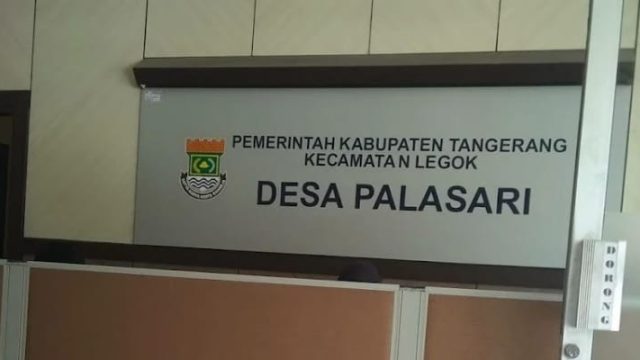 PEMERINTAH KABUPATEN TANGERANG
KECAMATAN LEGOK
DESA PALASARI
DORONG